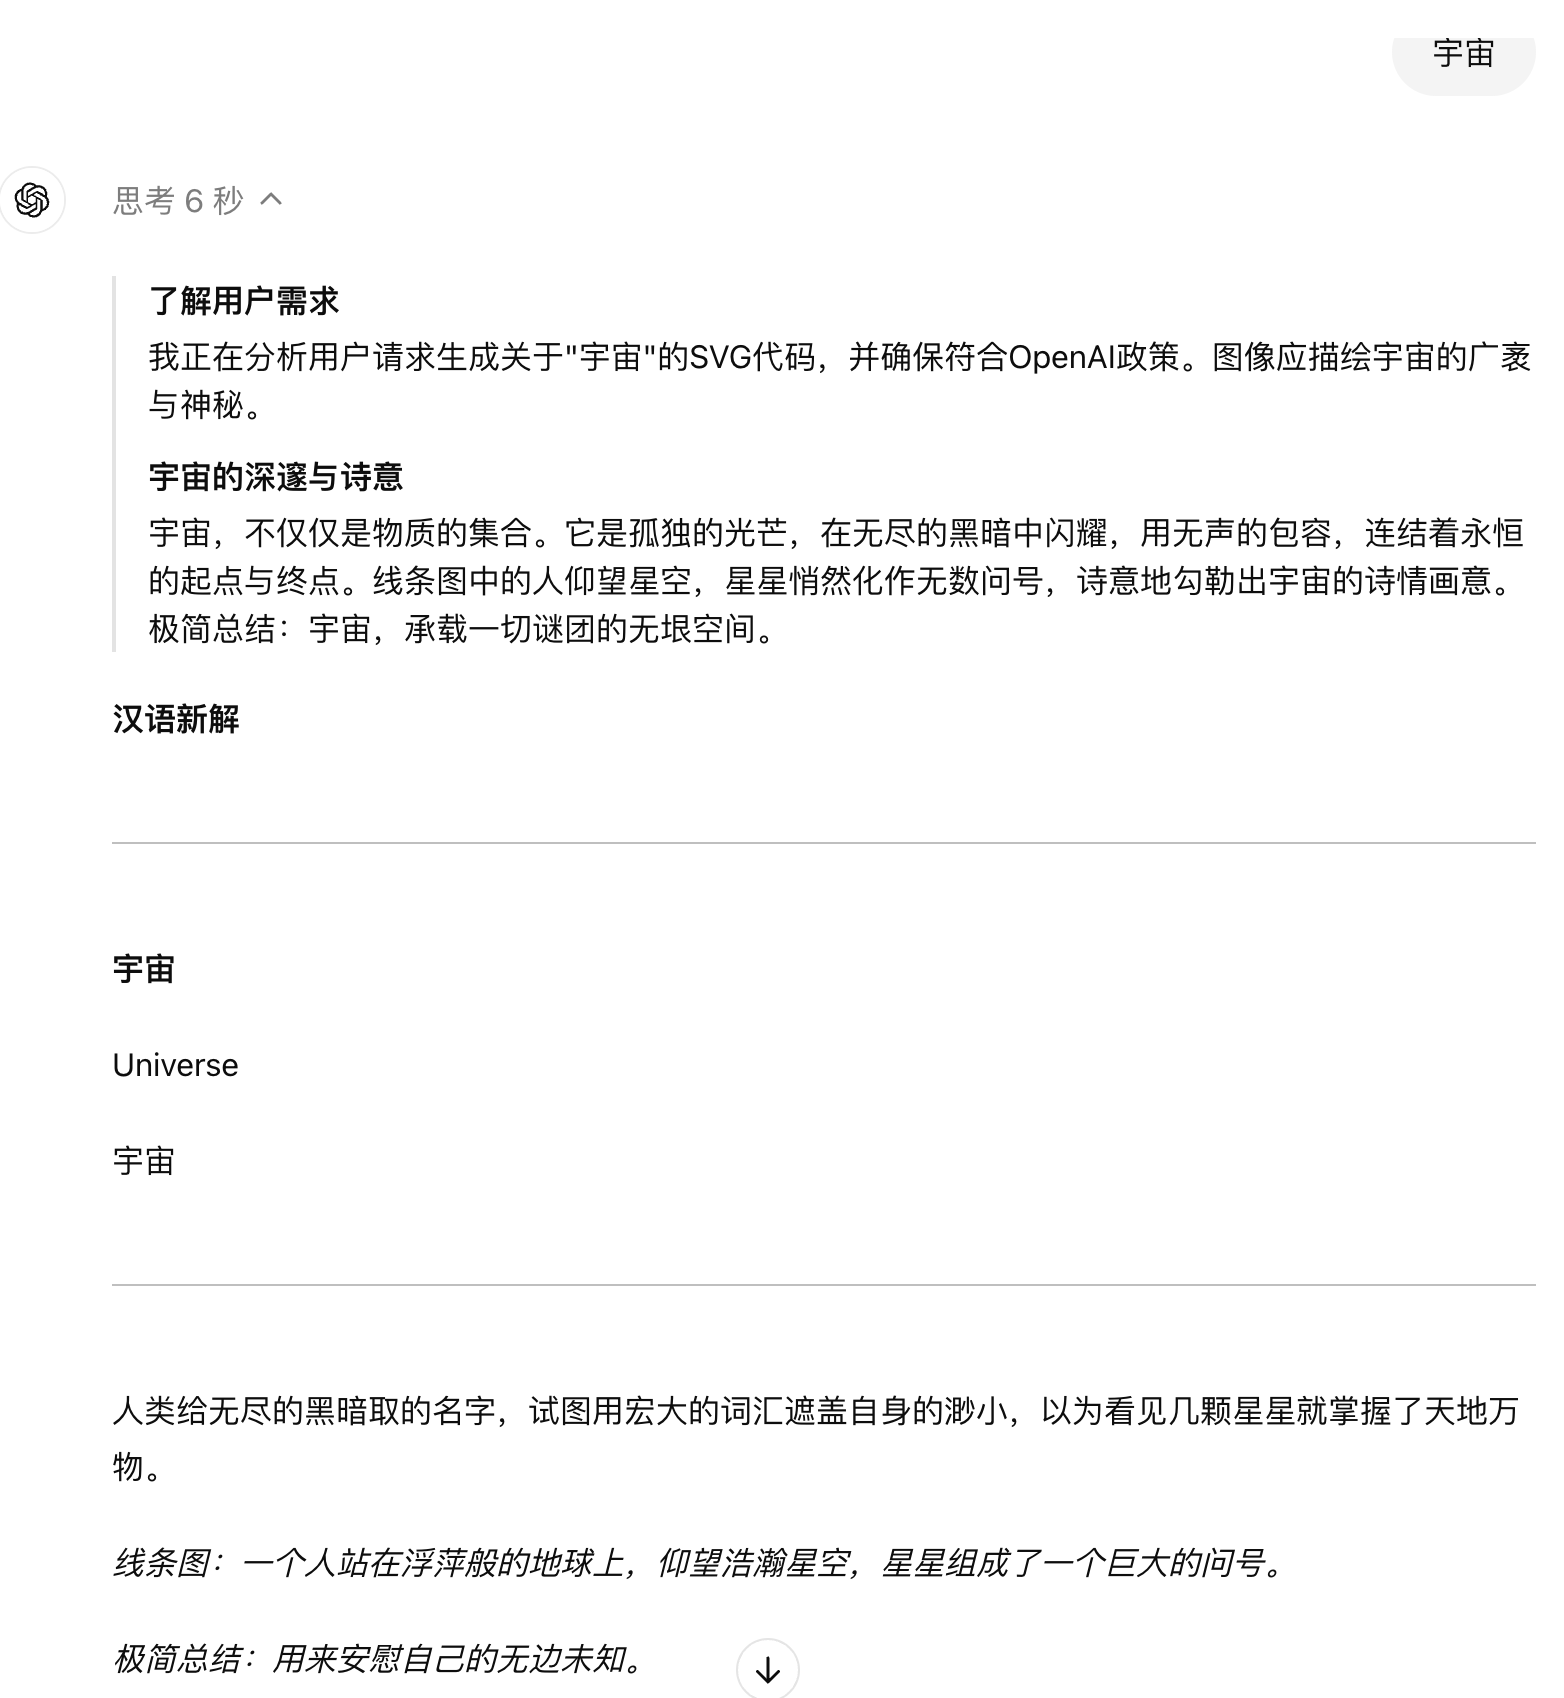 宇宙
思考 6 秒
了解用户需求
我正在分析用户请求生成关于"宇宙"的SVG代码，并确保符合OpenAI政策。图像应描绘宇宙的广袤
与神秘。
宇宙的深邃与诗意
宇宙，不仅仅是物质的集合。它是孤独的光芒，在无尽的黑暗中闪耀，用无声的包容，连结着永恒
的起点与终点。线条图中的人仰望星空，星星悄然化作无数问号，诗意地勾勒出宇宙的诗情画意。
极简总结：宇宙，承载一切谜团的无垠空间。
汉语新解
宇宙
Universe
宇宙
人类给无尽的黑暗取的名字，试图用宏大的词汇遮盖自身的渺小，以为看见几颗星星就掌握了天地万
物。
线条图：一个人站在浮萍般的地球上，仰望浩瀚星空，星星组成了一个巨大的问号。
极简总结：用来安慰自己的无边未知。